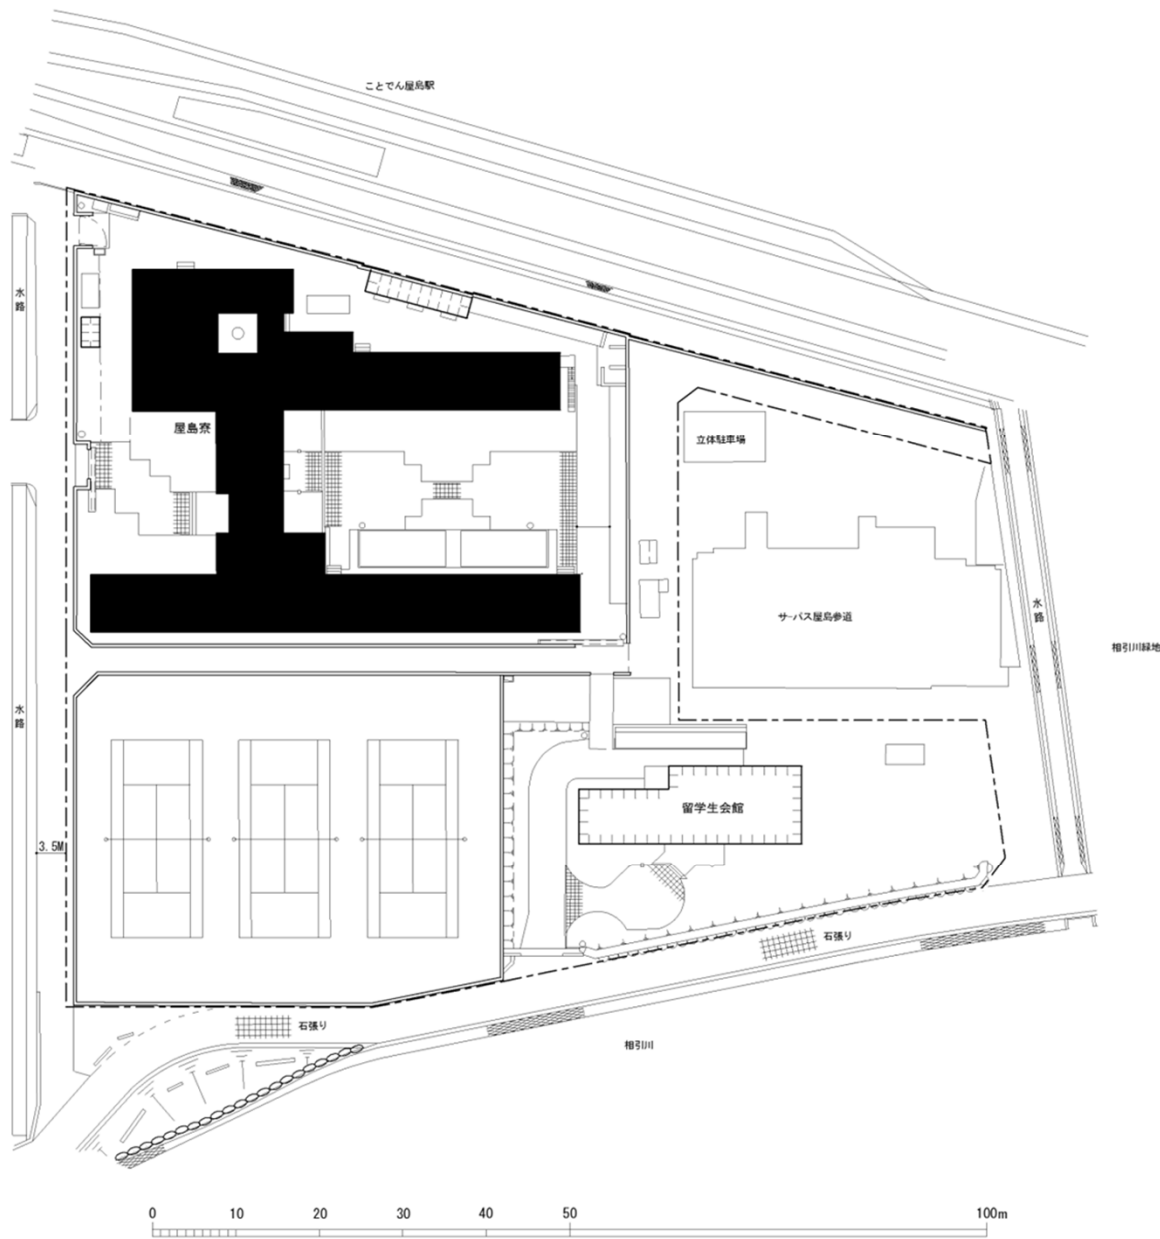 ことでん屋島駅
水路
屋島寮
立体駐車場
サーパス屋島参道
水路
相引川緑地
水路
留学生会館
3.5M
石張り
石張り
相引川
0 10 20 30 40 50 100m